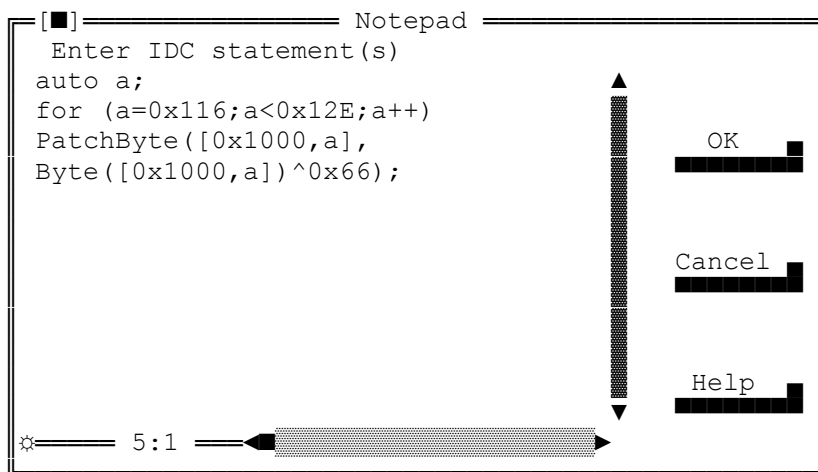 [■] Notepad
Enter IDC statement(s)
auto a;
for (a=0x116;a<0x12E;a++)
PatchByte([0x1000,a],
Byte([0x1000,a])^0x66);
OK
Cancel
Help
5:1